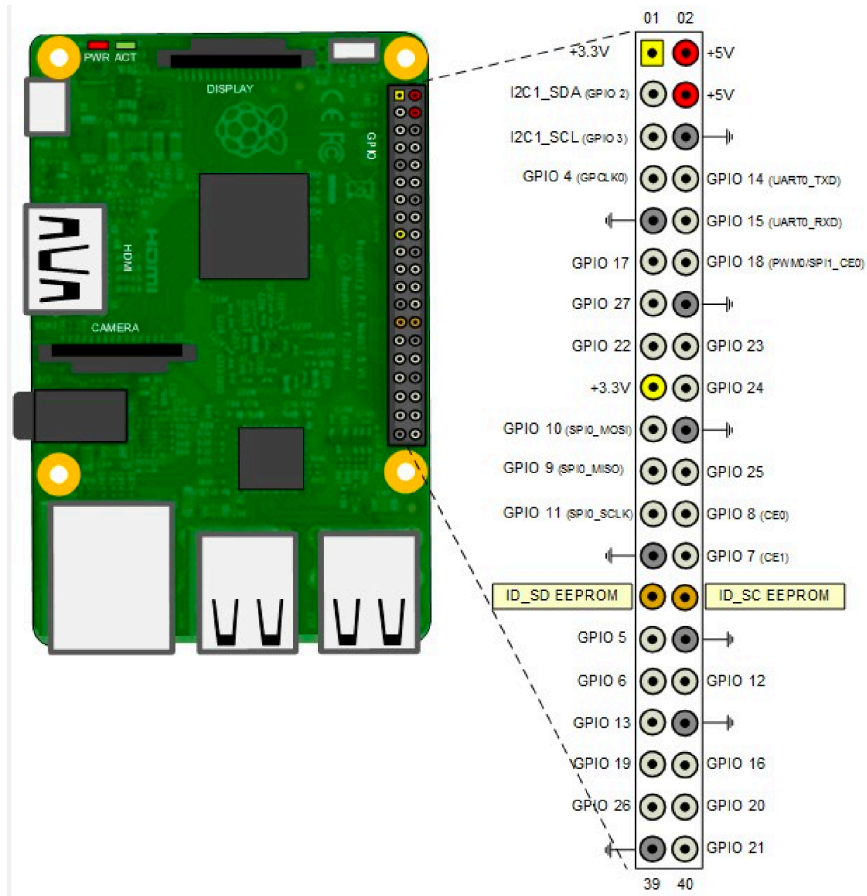 01 02
+3.3V +5V
I2C1_SDA (GPIO 2) +5V
I2C1_SCL (GPIO 3)
GPIO 4 (GPCLK0) GPIO 14 (UART0_TXD)
GPIO 15 (UART0_RXD)
GPIO 17 GPIO 18 (PWM0/SPI1_CE0)
GPIO 27
GPIO 22 GPIO 23
+3.3V GPIO 24
GPIO 10 (SPI0_MOSI)
GPIO 9 (SPI0_MISO) GPIO 25
GPIO 11 (SPI0_SCLK) GPIO 8 (CE0)
GPIO 7 (CE1)
ID_SD EEPROM ID_SC EEPROM
GPIO 5
GPIO 6 GPIO 12
GPIO 13
GPIO 19 GPIO 16
GPIO 26 GPIO 20
GPIO 21
39 40
PWR ACT
DISPLAY
GPIO
HDMI
HDMI
CAMERA